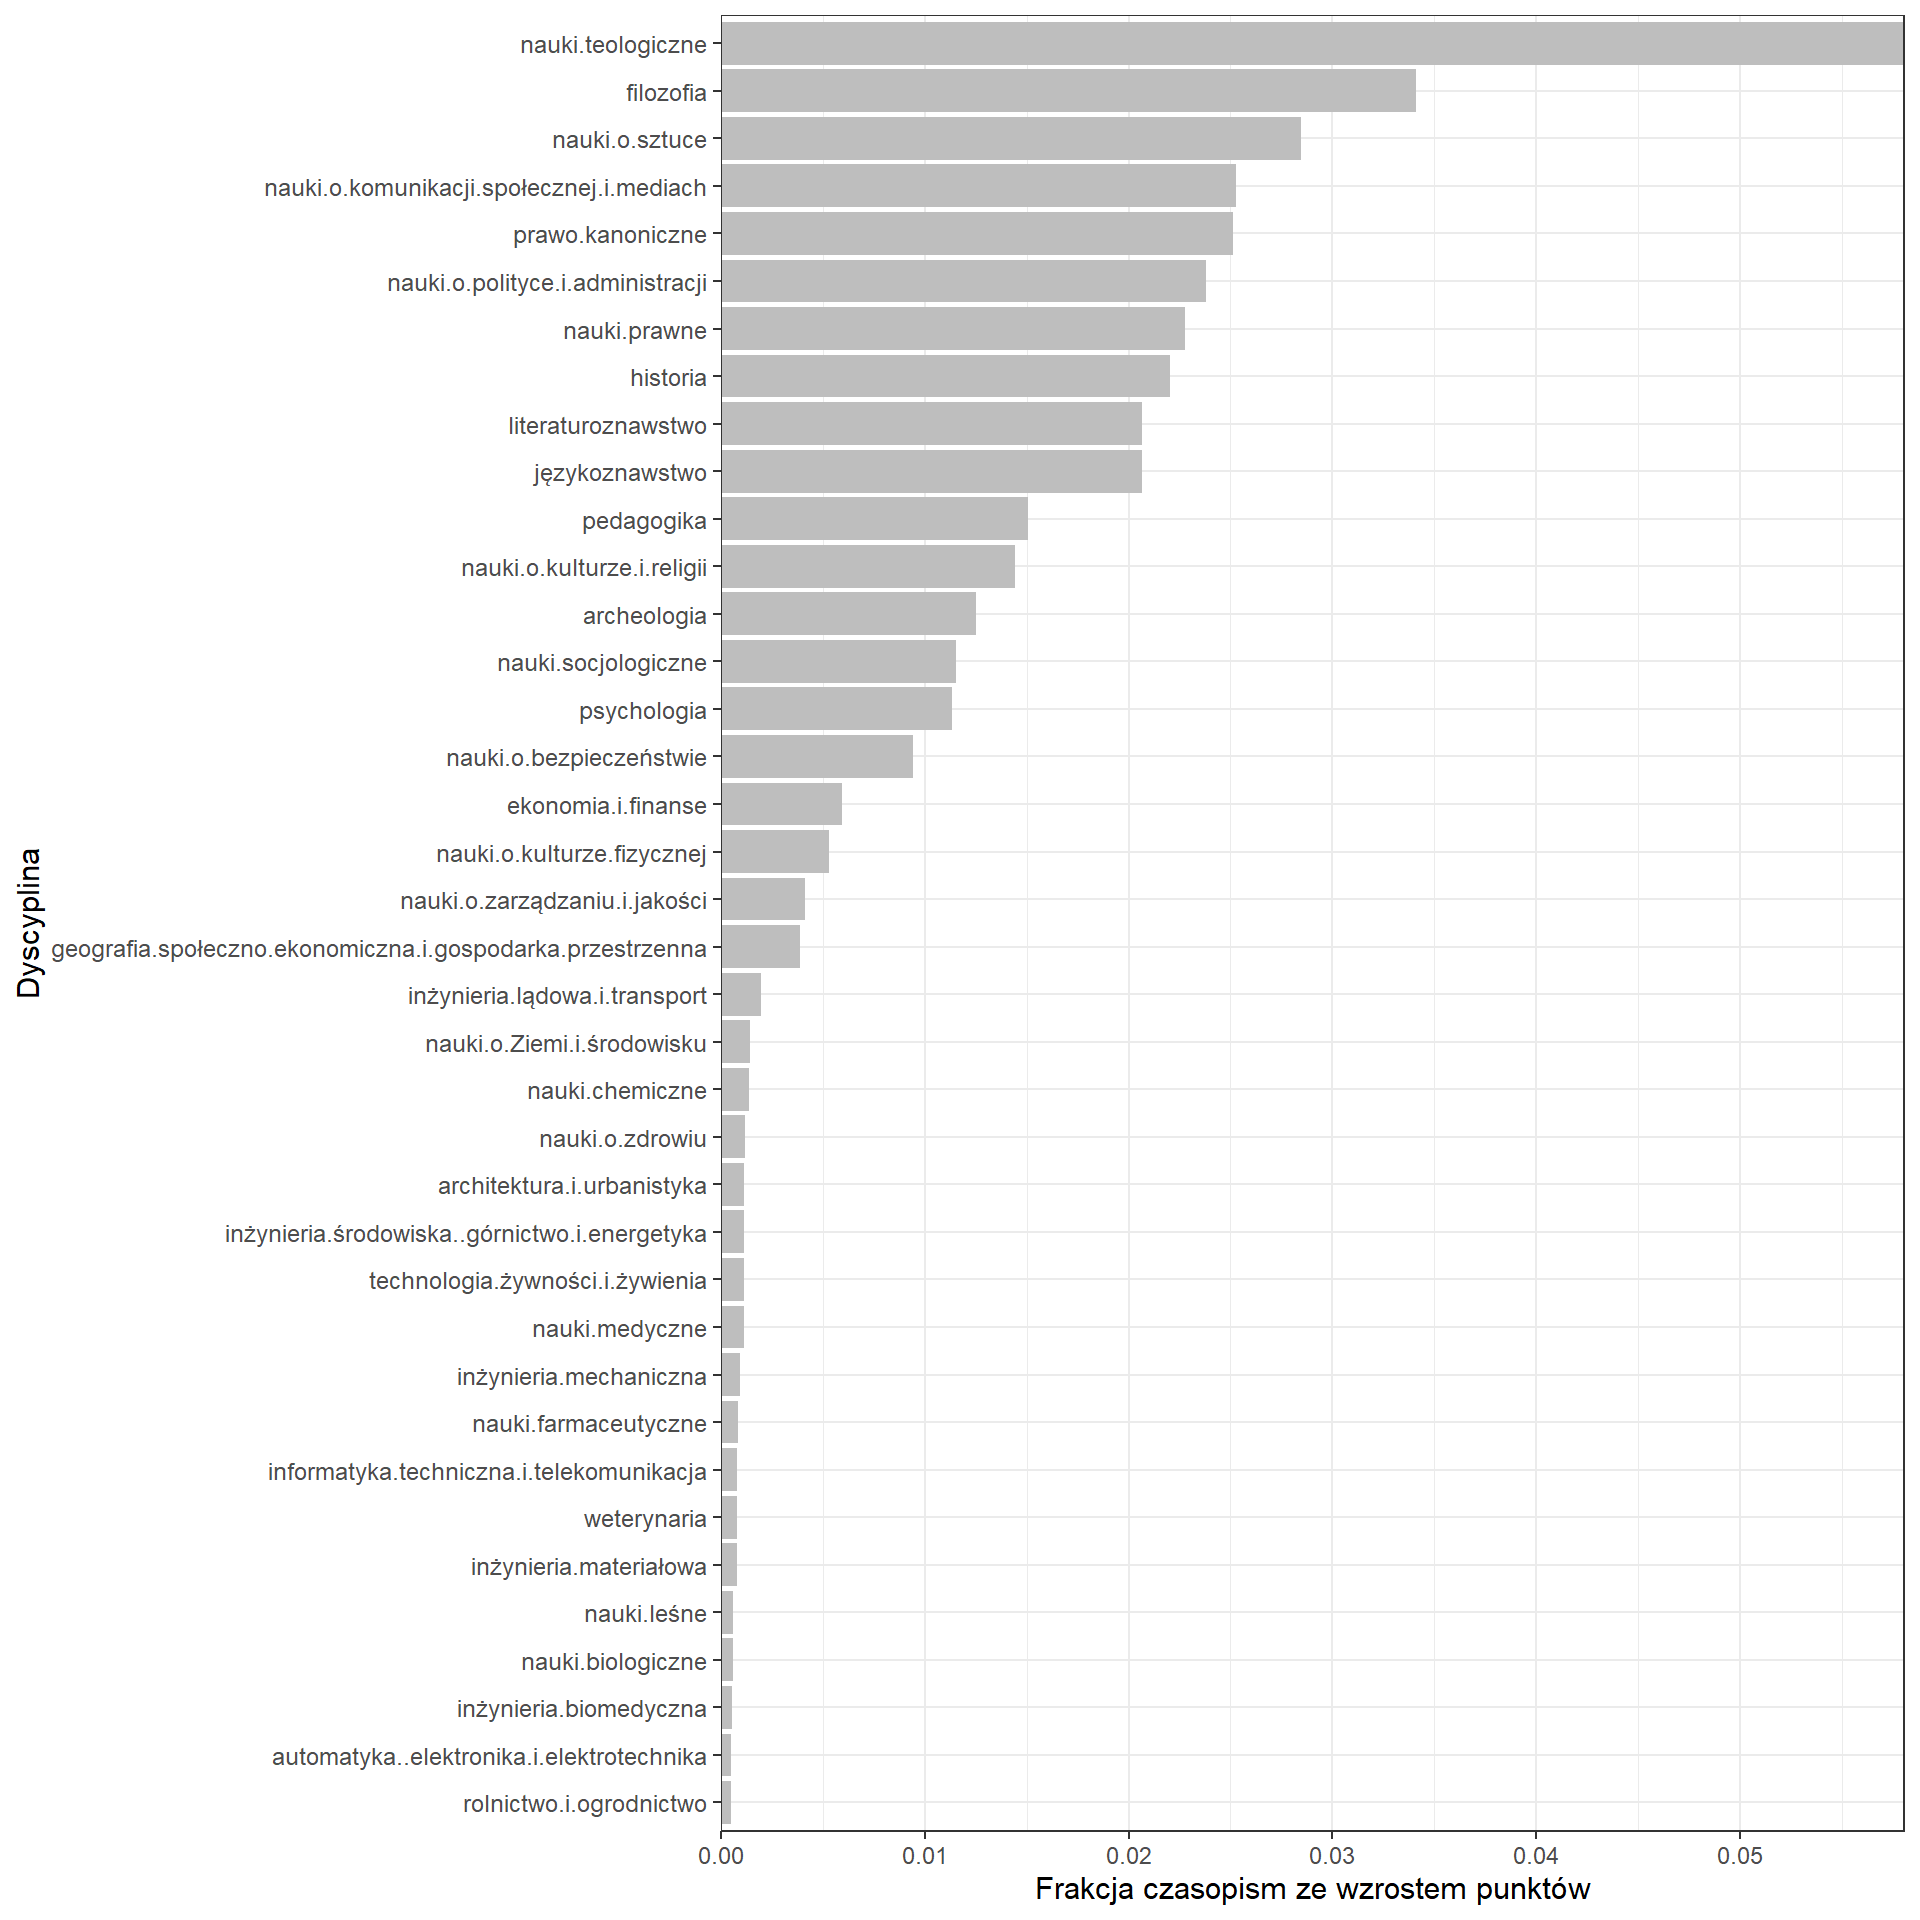 nauki.teologiczne
filozofia
nauki.o.sztuce
nauki.o.komunikacji.społecznej.i.mediach
prawo.kanoniczne
nauki.o.polityce.i.administracji
nauki.prawne
historia
literaturoznawstwo
językoznawstwo
pedagogika
nauki.o.kulturze.i.religii
archeologia
nauki.socjologiczne
psychologia
nauki.o.bezpieczeństwie
ekonomia.i.finanse
nauki.o.kulturze.fizycznej
nauki.o.zarządzaniu.i.jakości
geografia.społeczno.ekonomiczna.i.gospodarka.przestrzenna
inżynieria.lądowa.i.transport
nauki.o.Ziemi.i.środowisku
nauki.chemiczne
nauki.o.zdrowiu
architektura.i.urbanistyka
inżynieria.środowiska..górnictwo.i.energetyka
technologia.żywności.i.żywienia
nauki.medyczne
inżynieria.mechaniczna
nauki.farmaceutyczne
informatyka.techniczna.i.telekomunikacja
weterynaria
inżynieria.materiałowa
nauki.leśne
nauki.biologiczne
inżynieria.biomedyczna
automatyka..elektronika.i.elektrotechnika
rolnictwo.i.ogrodnictwo
Dyscyplina
0.00 0.01 0.02 0.03 0.04 0.05
Frakcja czasopism ze wzrostem punktów